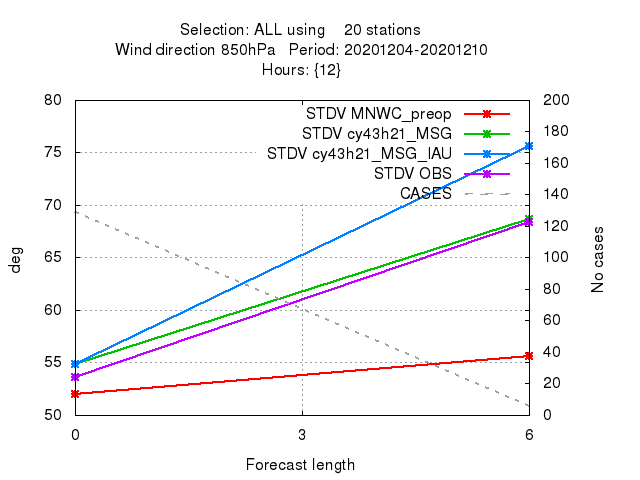 Selection: ALL using 20 stations
Wind direction 850hPa Period: 20201204-20201210
Hours: {12}
STDV MNWC_preop
STDV cy43h21_MSG
STDV cy43h21_MSG_IAU
STDV OBS
CASES
80
75
70
65
60
55
50
deg
200
180
160
140
120
100
80
60
40
20
0
No cases
0 3 6
Forecast length